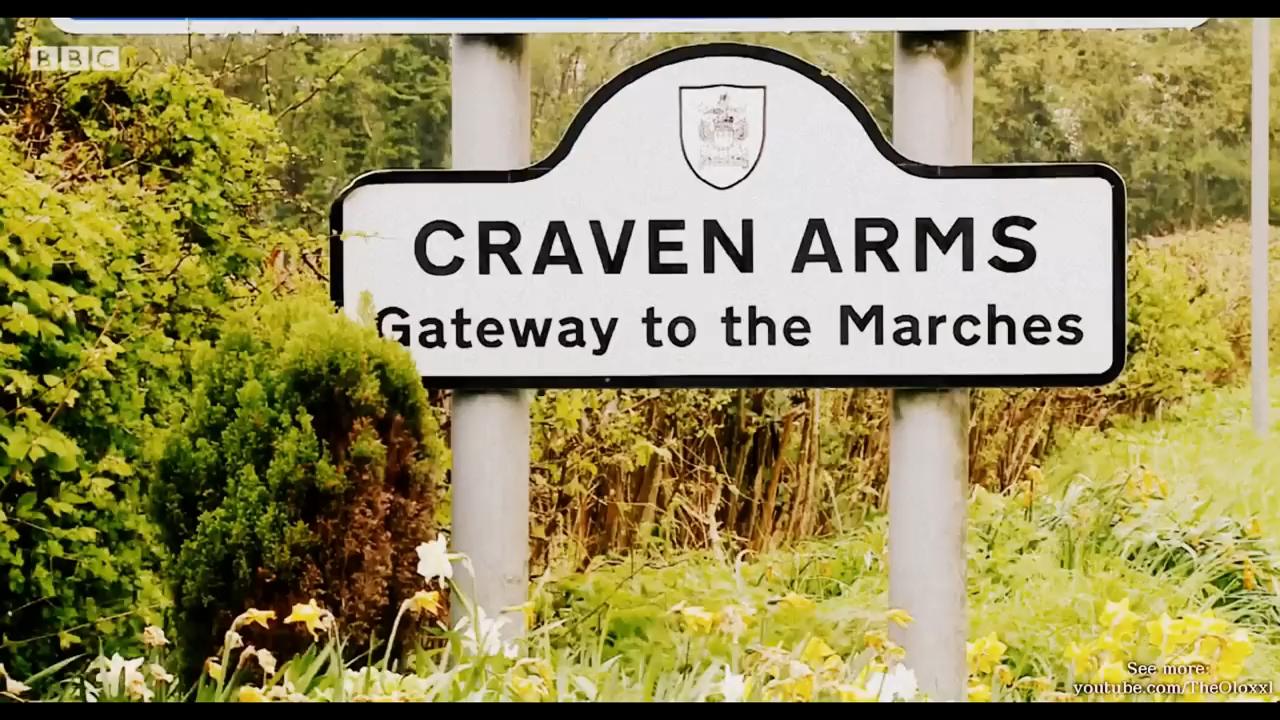 BBC
CRAVEN ARMS
Gateway to the Marches
See more:
youtube.com/TheOloxxl